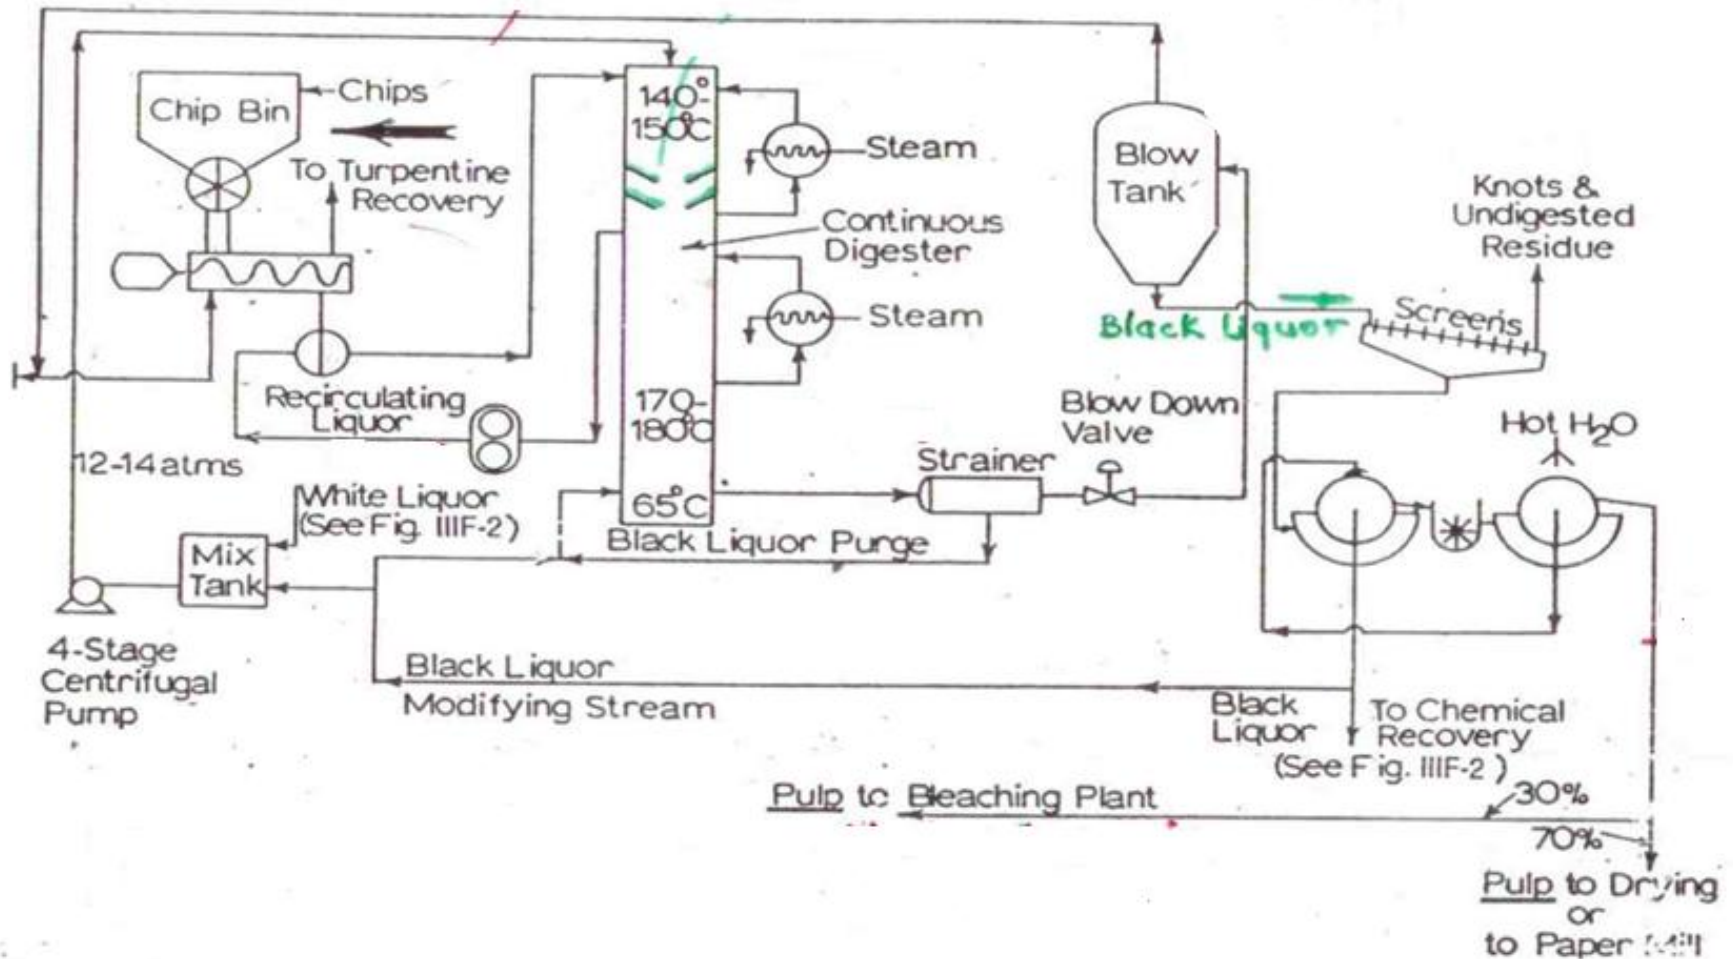 Chip Bin
Chips
To Turpentine
Recovery
140-
150°C
Steam
Continuous
Digester
Steam
170-
180°C
65°C
Blow
Tank
Black Liquor
Knots &
Undigested
Residue
Screens
Recirculating
Liquor
12-14 atms
White Liquor
(See Fig. IIIF-2)
Mix
Tank
4-Stage
Centrifugal
Pump
Strainer
Blow Down
Valve
Black Liquor Purge
Hot H₂O
Black Liquor
Modifying Stream
Black
Liquor
To Chemical
Recovery
(See Fig. IIIF-2)
Pulp to Bleaching Plant
30%
70%
Pulp to Drying
or
to Paper Mill